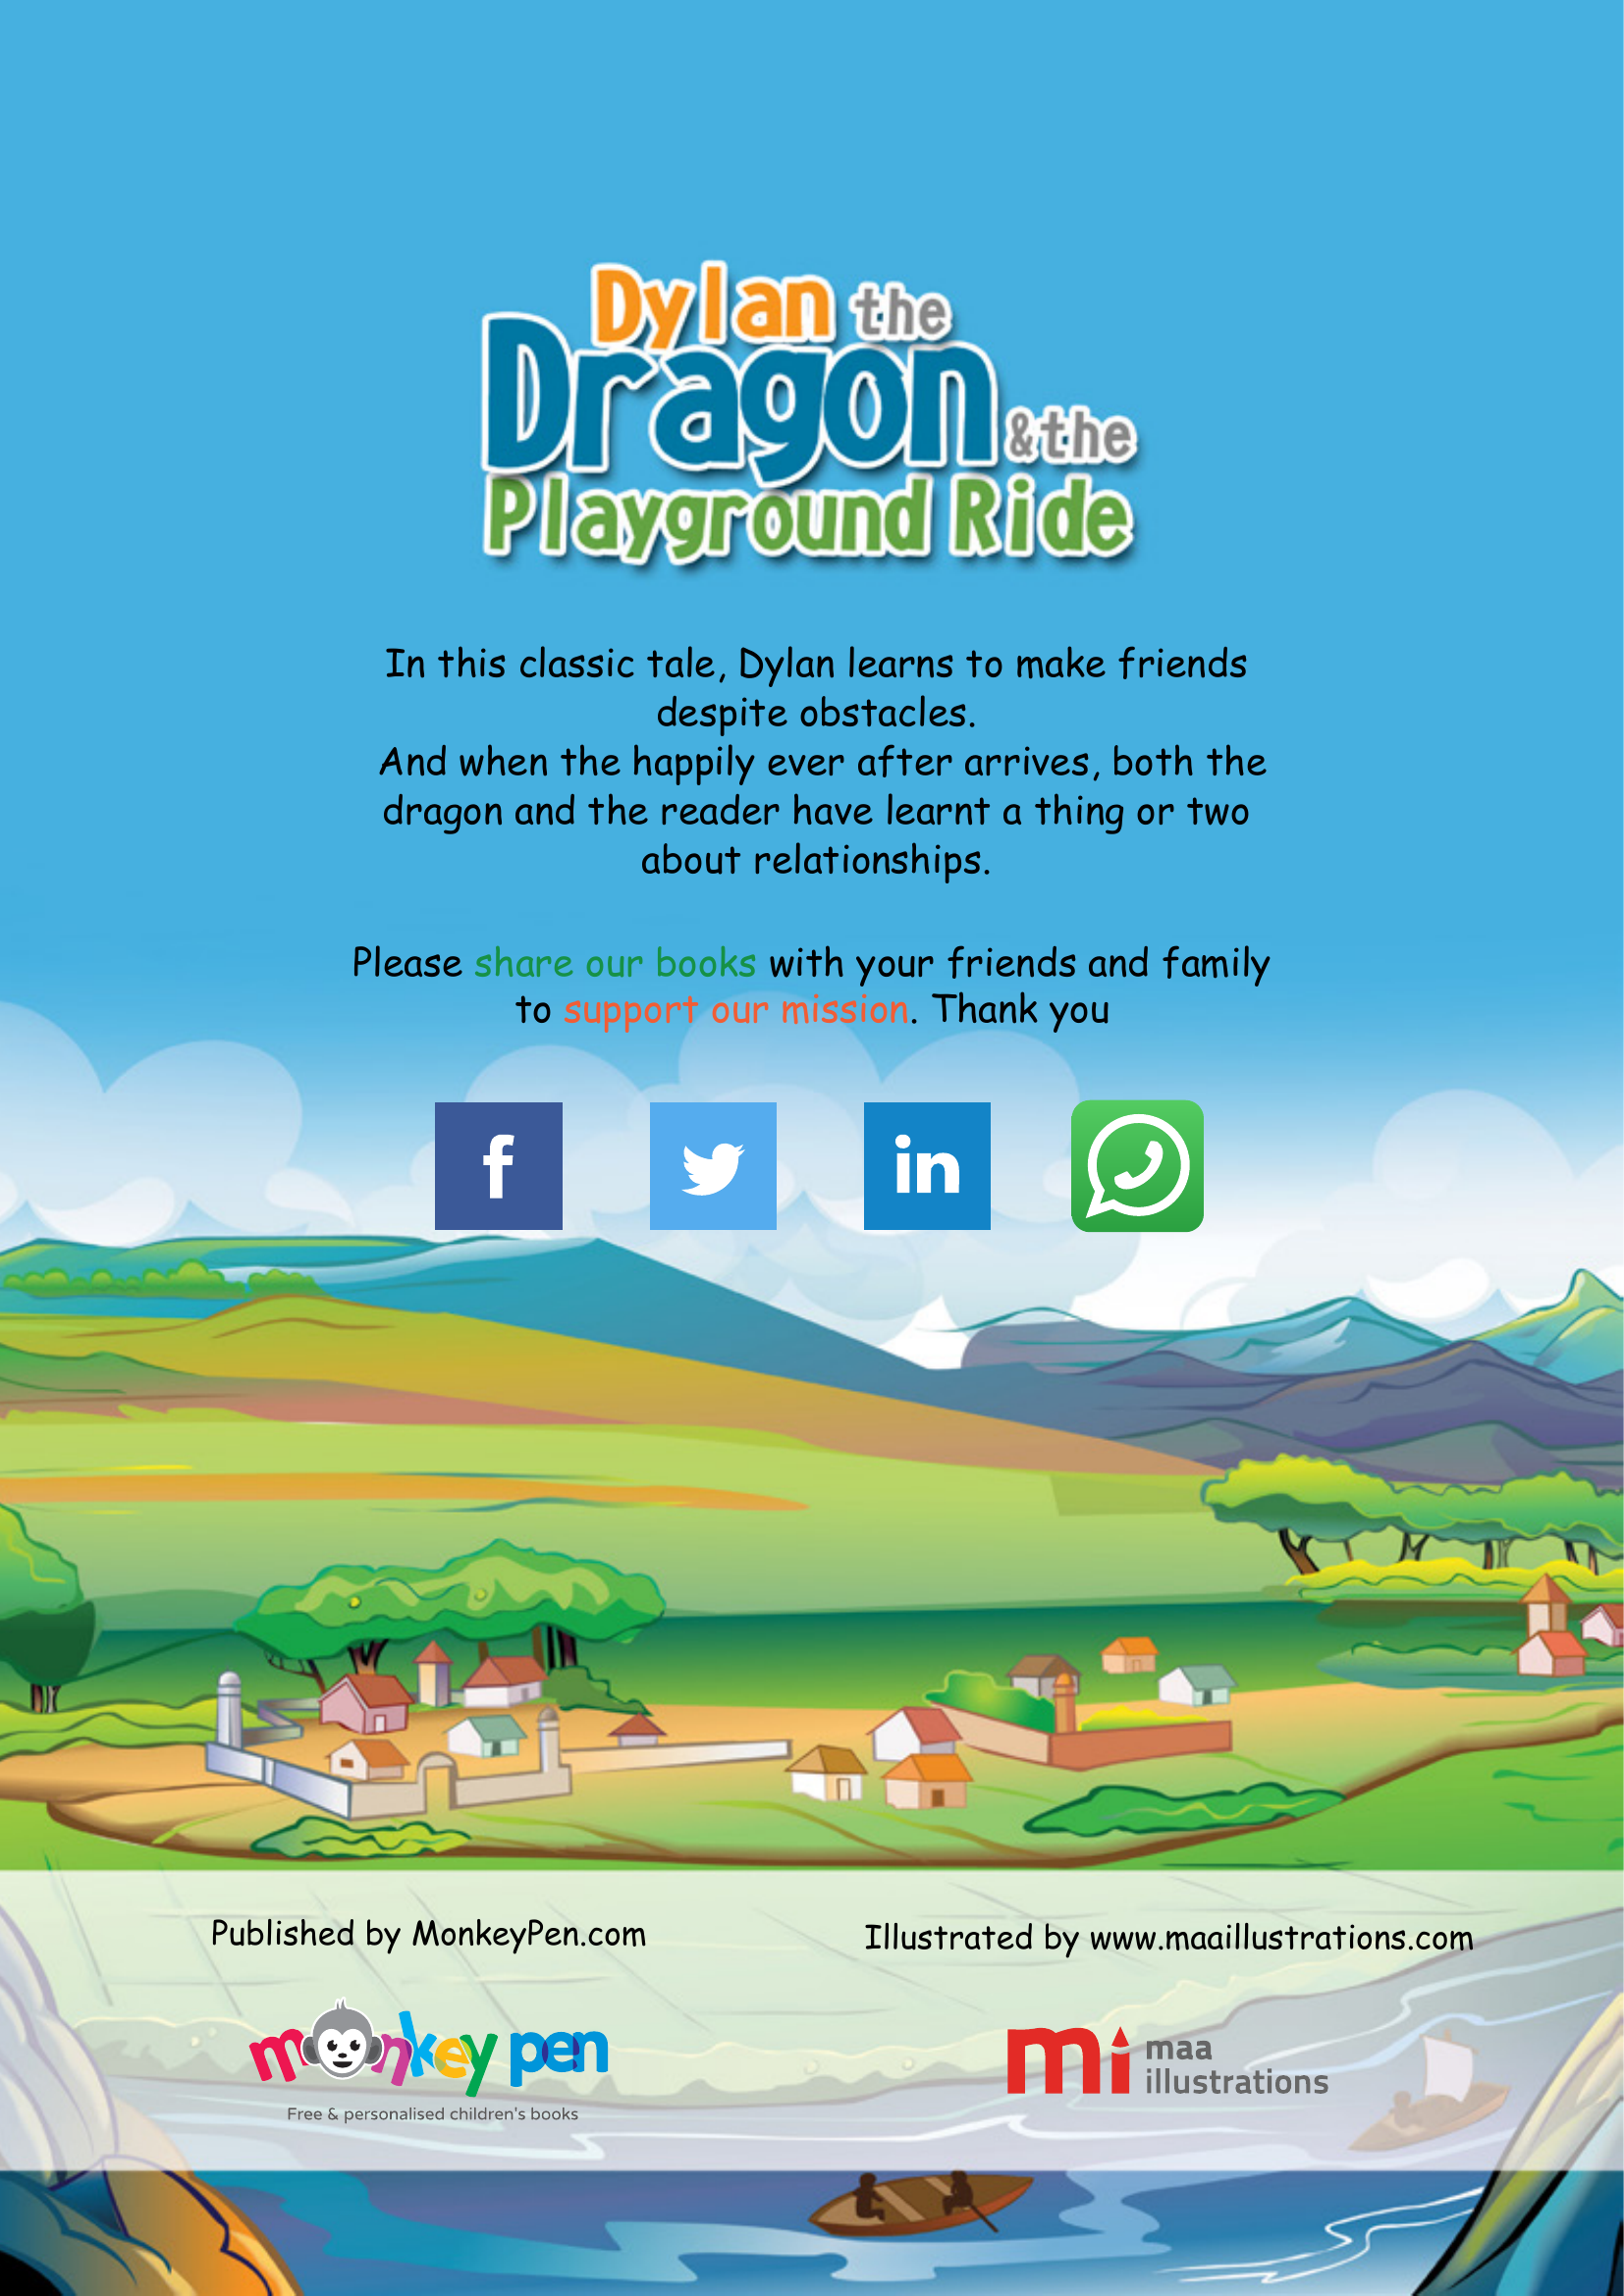 Dylan the
Dragon &the
Playground Ride
In this classic tale, Dylan learns to make friends
despite obstacles.
And when the happily ever after arrives, both the
dragon and the reader have learnt a thing or two
about relationships.
Please share our books with your friends and family
to support our mission. Thank you
f
in
Published by MonkeyPen.com
Illustrated by www.maaillustrations.com
monkey pen
Free & personalised children's books
mi maa
illustrations